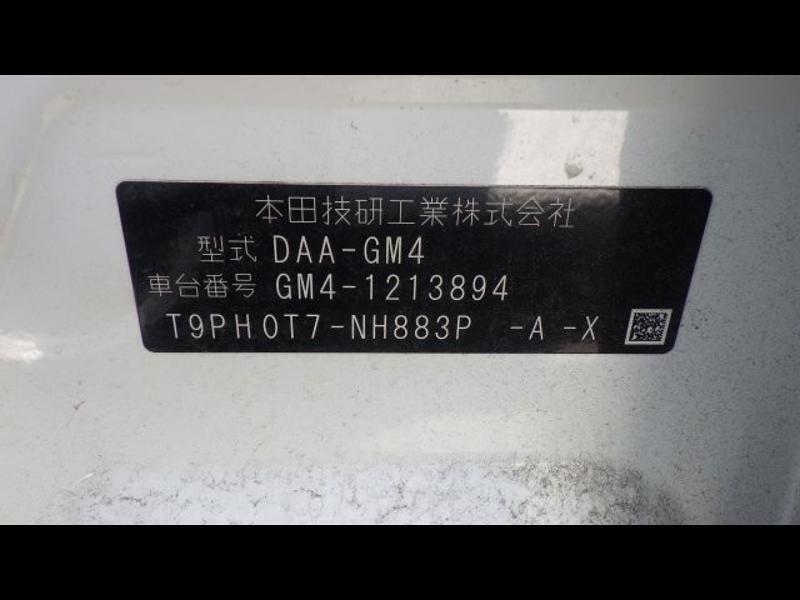 本田技研工業株式会社
型式 DAA-GM4
車台番号 GM4-1213894
T9PH0T7-NH883P -A -X